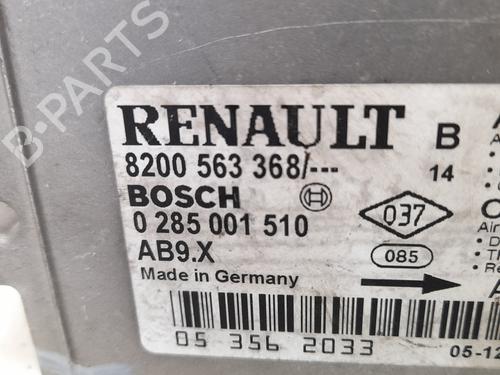 B-PARTS
RENAULT B
8200 563 368/--- 14
BOSCH
0 285 001 510 037
AB9.X 085
Made in Germany
05 356 2033 05-12